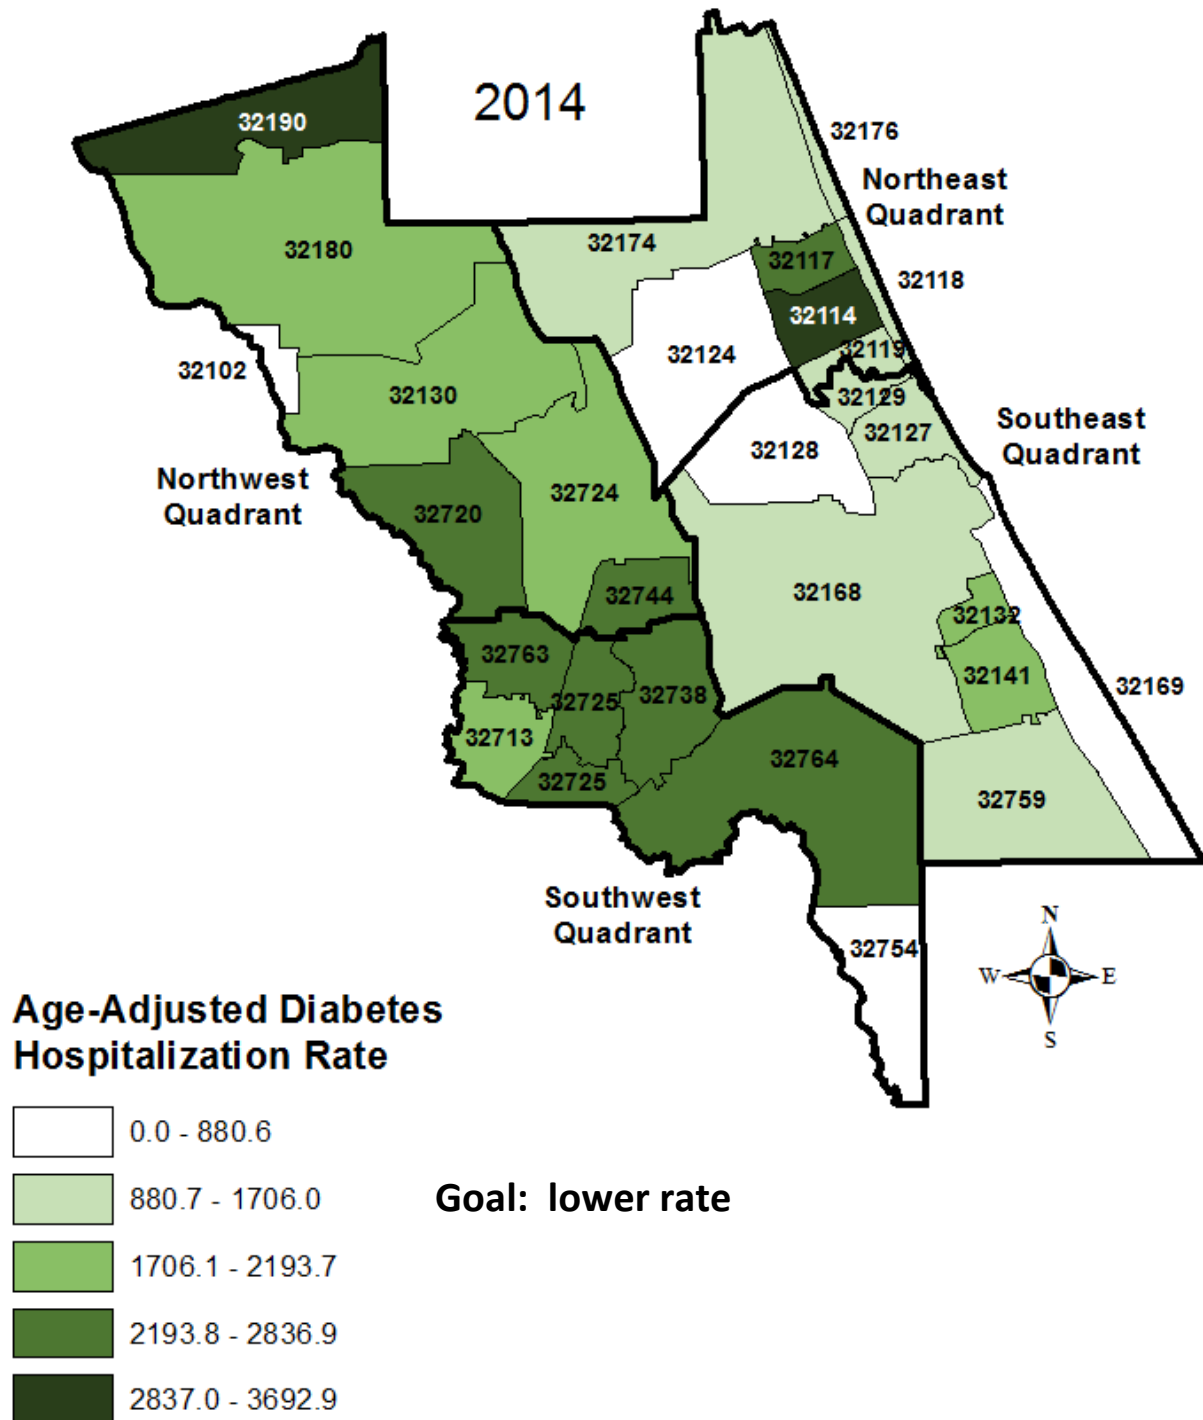 2014
32190
32176
Northeast
Quadrant
32180
32174
32117
32118
32114
32124
32119
32102
32130
32129
32127
32128
Southeast
Quadrant
Northwest
Quadrant
32724
32720
32168
32744
32132
32763
32141
32169
32725
32738
32713
32764
32725
32759
Southwest
Quadrant
32754
N
W
E
S
Age-Adjusted Diabetes
Hospitalization Rate
0.0 - 880.6
880.7 - 1706.0
Goal: lower rate
1706.1 - 2193.7
2193.8 - 2836.9
2837.0 - 3692.9